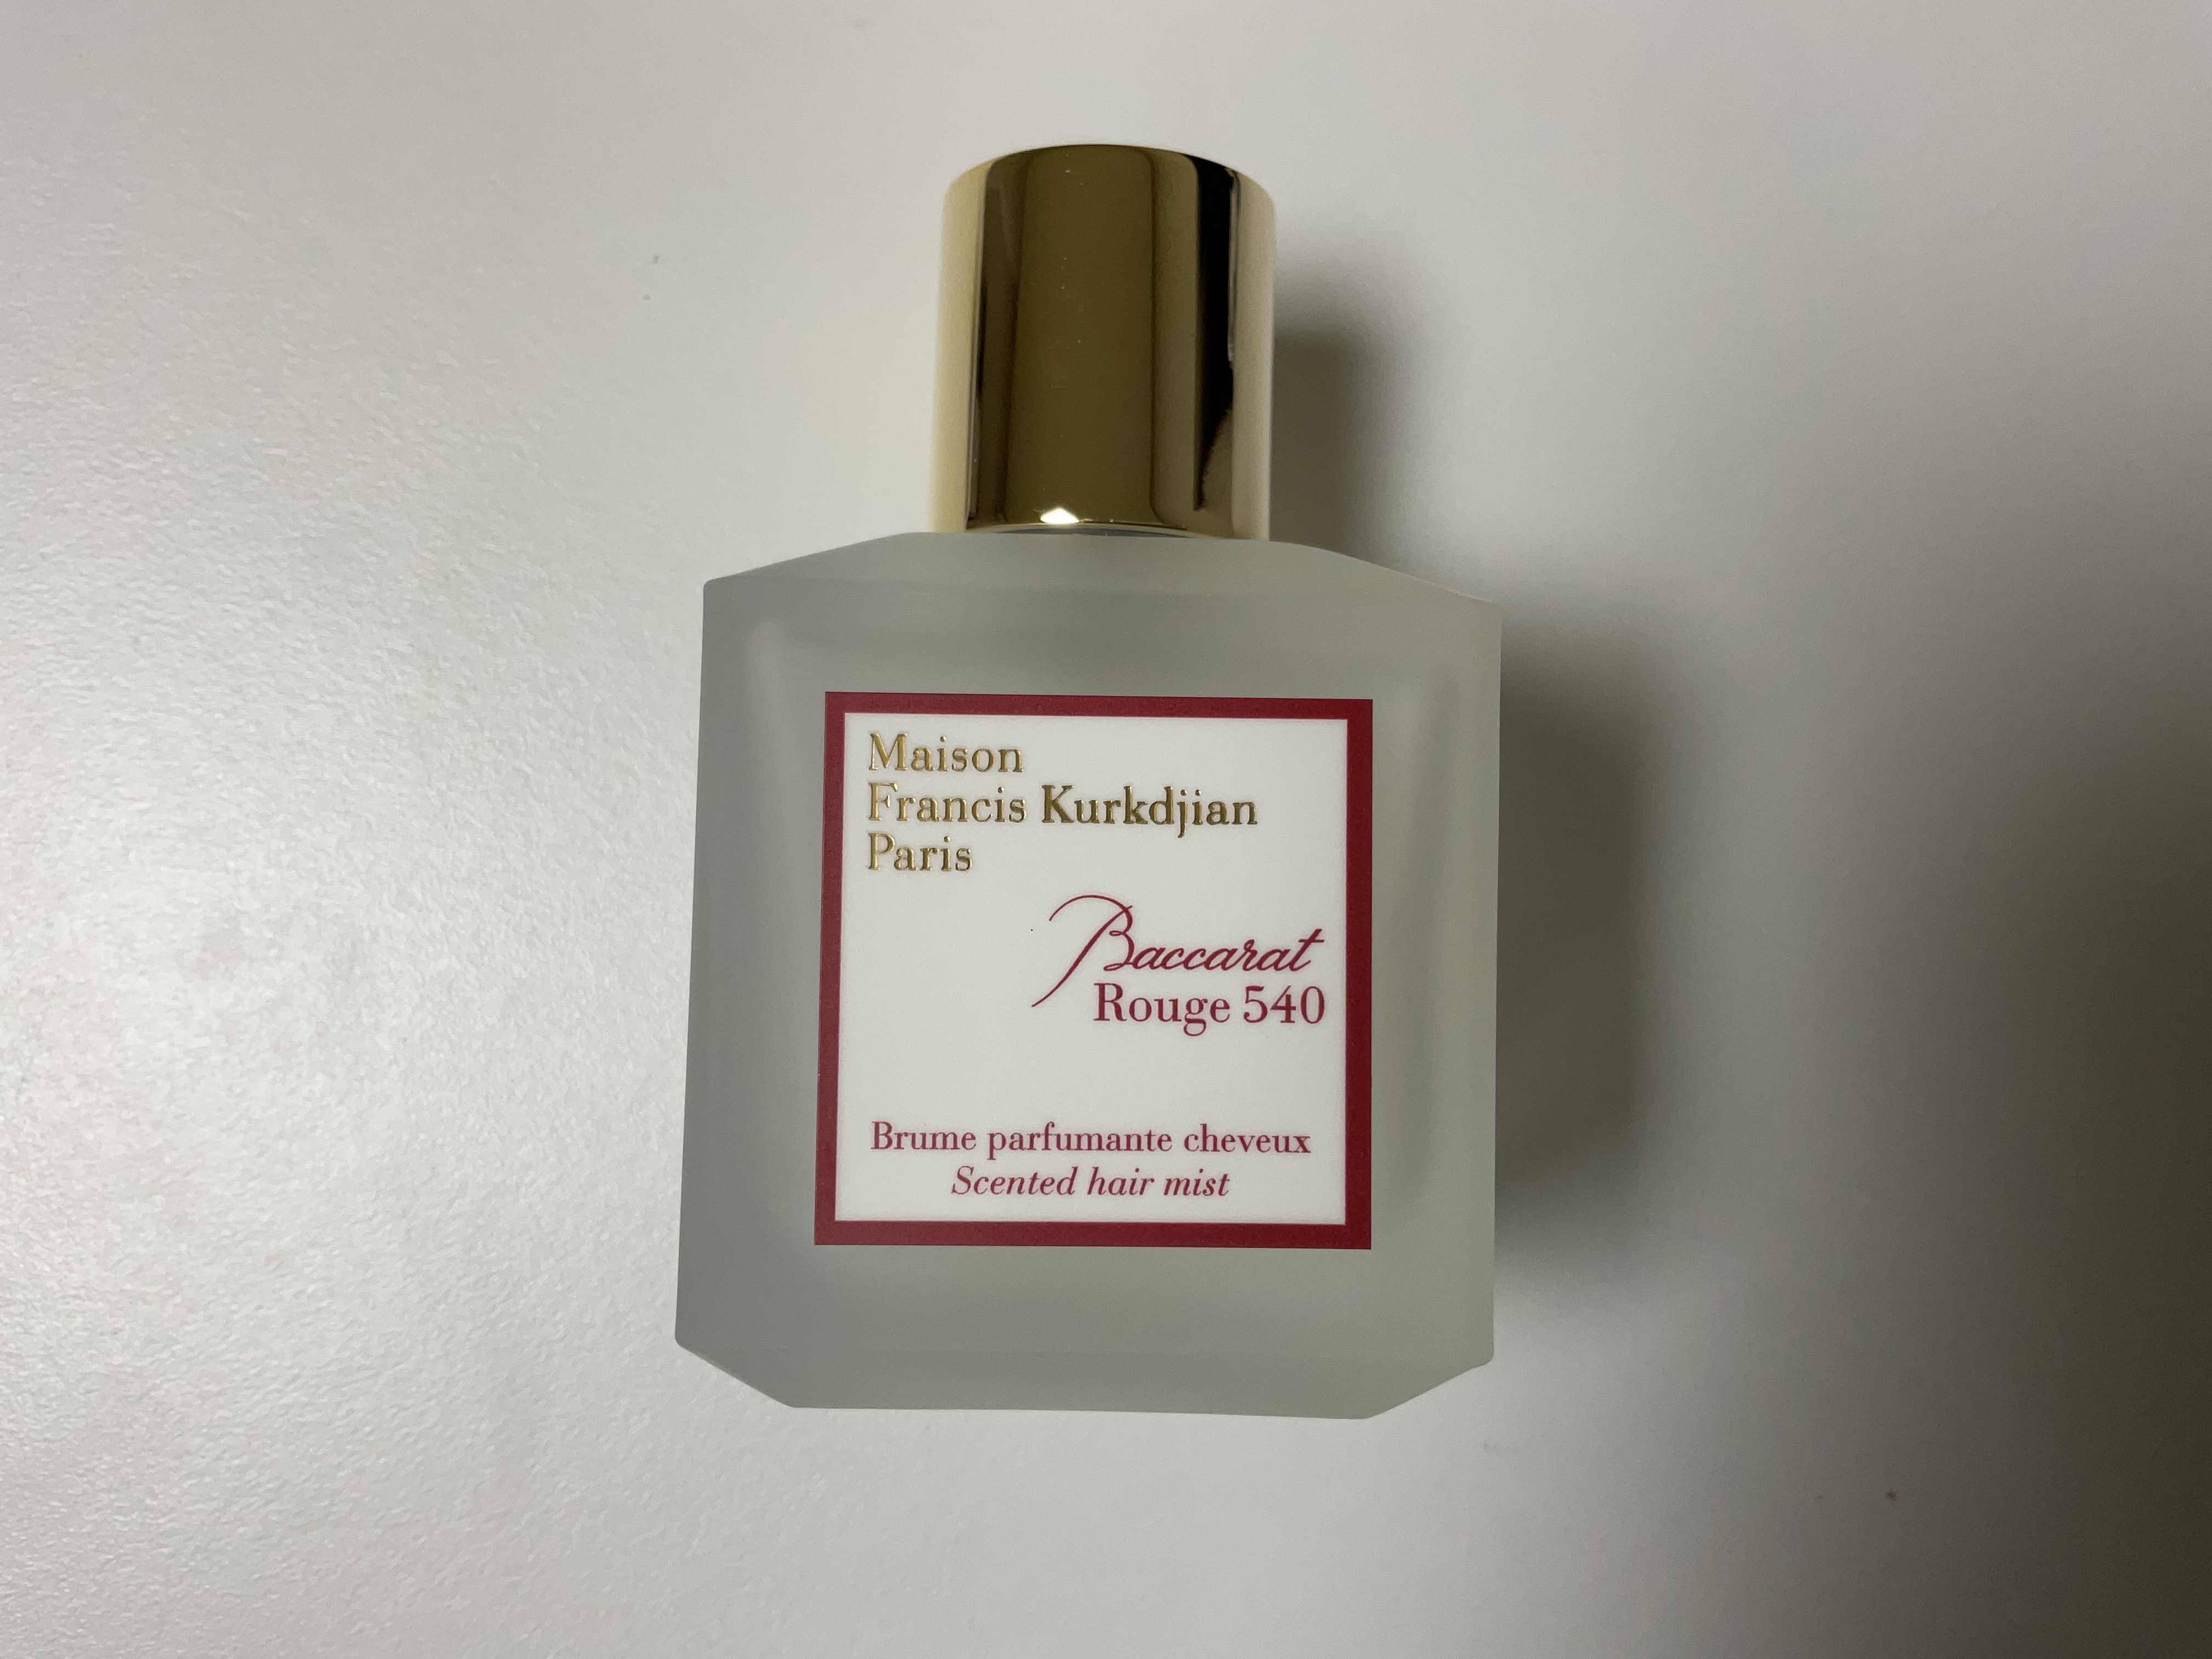 Maison
Francis Kurkdjian
Paris
Baccarat
Rouge 540
Brume parfumante cheveux
Scented hair mist